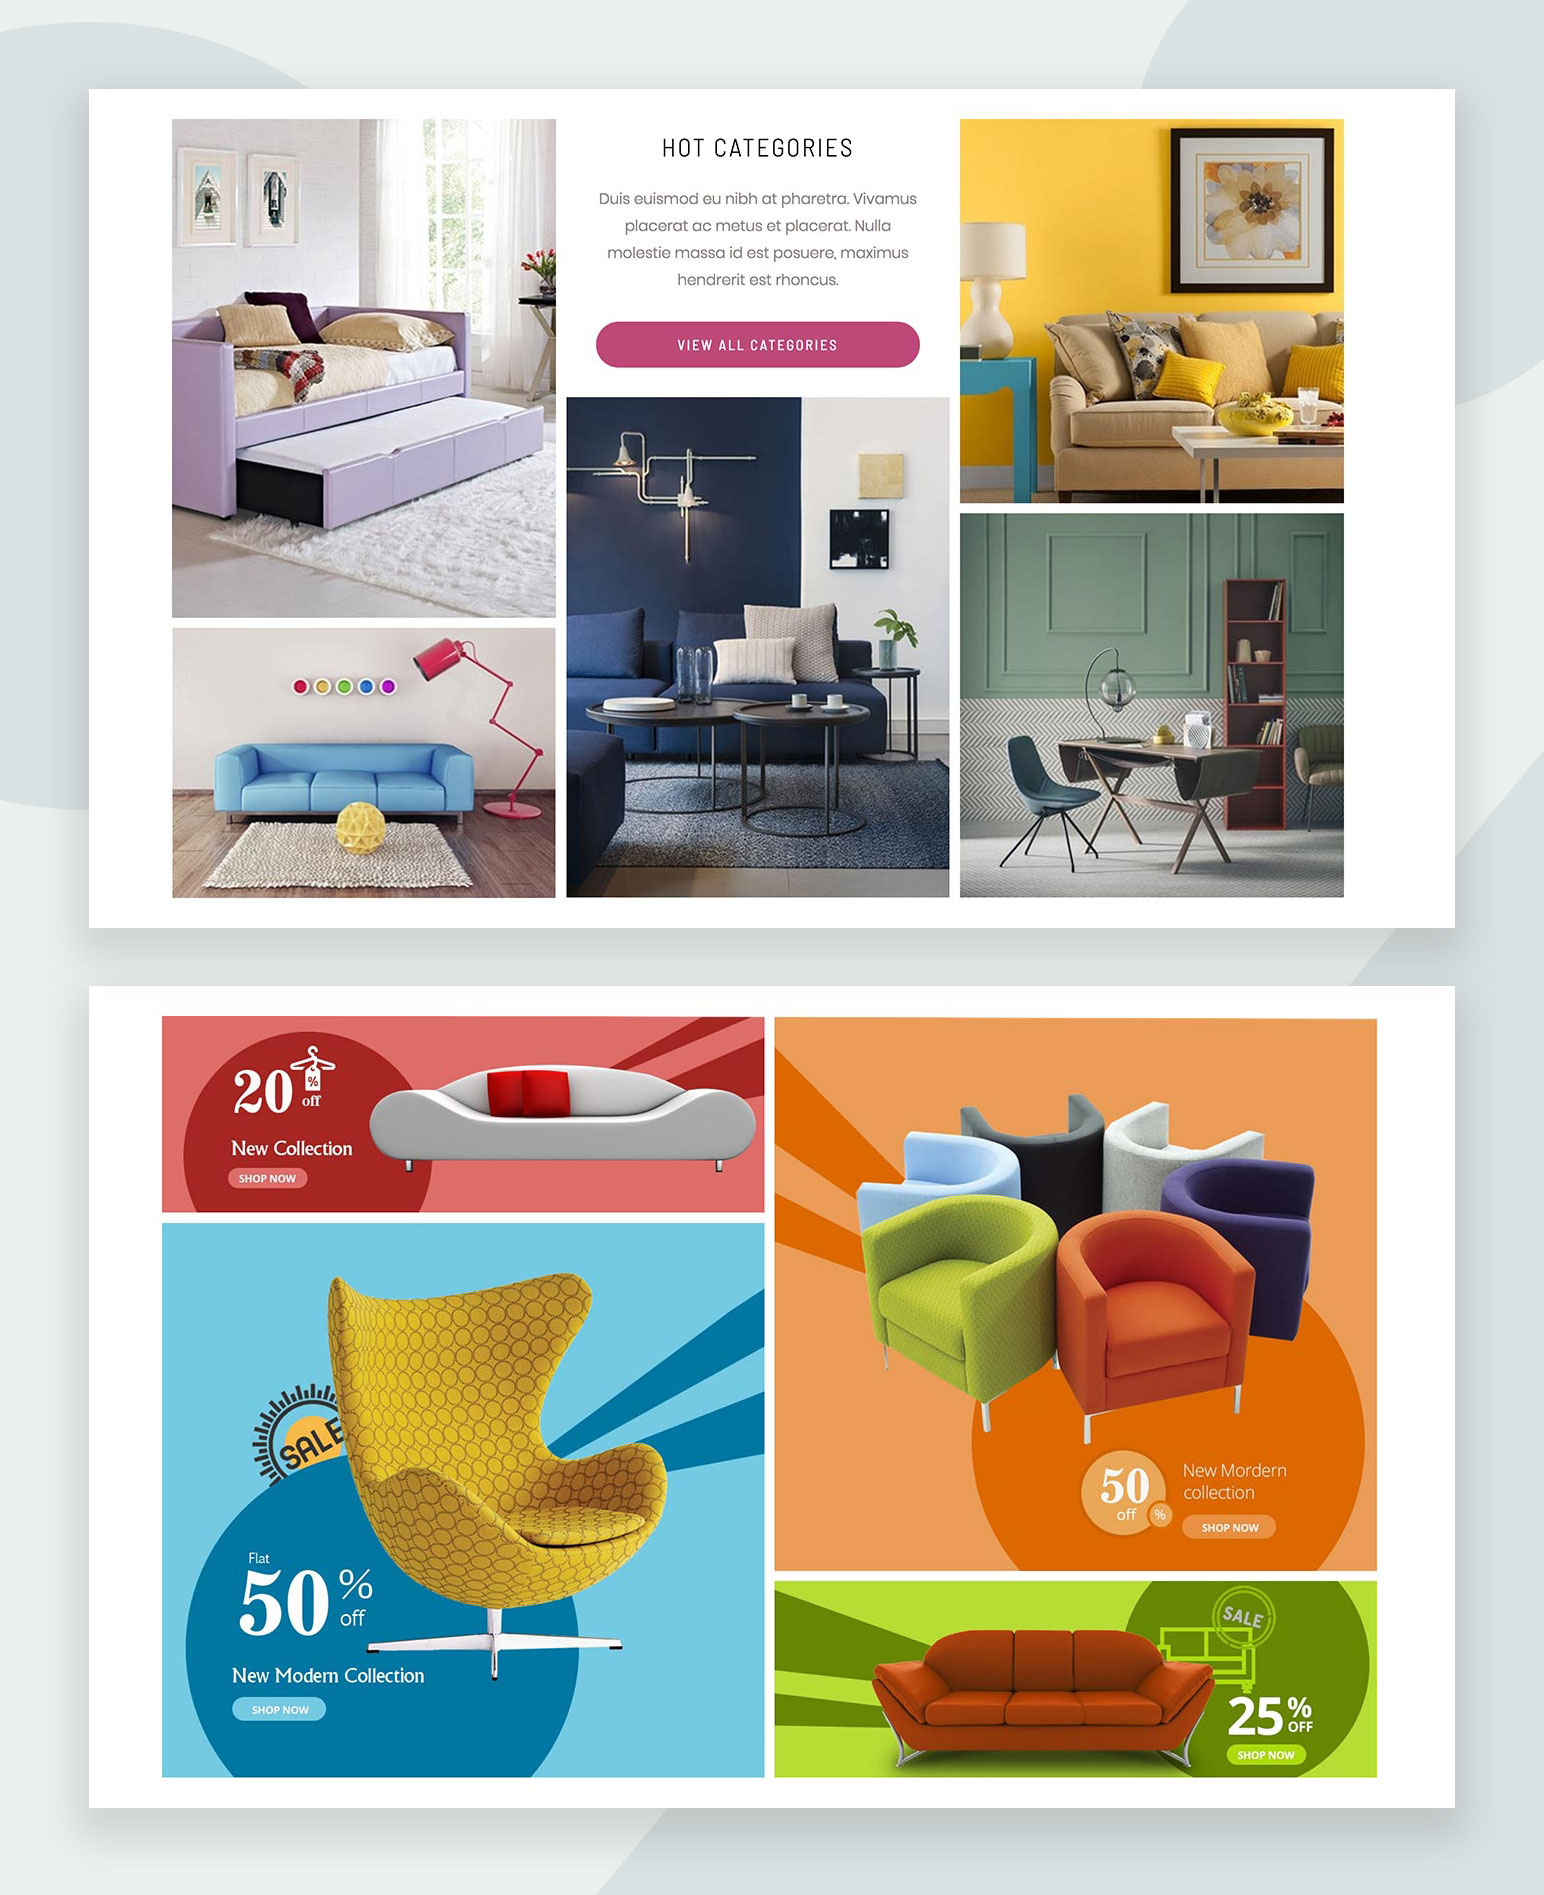 HOT CATEGORIES
Duis euismod eu nibh at pharetra. Vivamus
placerat ac metus et placerat. Nulla
molestie massa id est posuere, maximus
hendrerit est rhoncus.
VIEW ALL CATEGORIES
20 %
off
New Collection
SHOP NOW
SALE
Flat
50 %
off
New Modern Collection
SHOP NOW
50
off %
New Mordern
collection
SHOP NOW
SALE
25 %
OFF
SHOP NOW